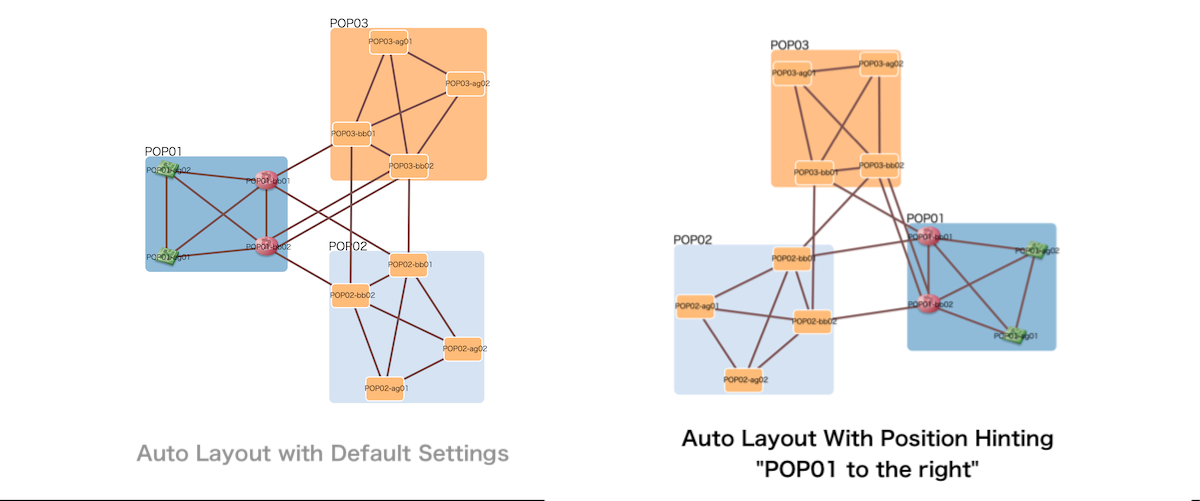 POP03
POP03-ag01
POP03-ag02
POP03-bb01
POP03-bb02
POP01
POP01-ag02
POP01-bb01
POP01-bb02
POP01-ag01
POP02
POP02-bb01
POP02-bb02
POP02-ag02
POP02-ag01
Auto Layout with Default Settings
POP03
POP03-ag01
POP03-ag02
POP03-bb01
POP03-bb02
POP01
POP01-bb01
POP01-ag02
POP01-bb02
POP01-ag01
POP02
POP02-bb01
POP02-ag01
POP02-bb02
POP02-ag02
Auto Layout With Position Hinting
"POP01 to the right"